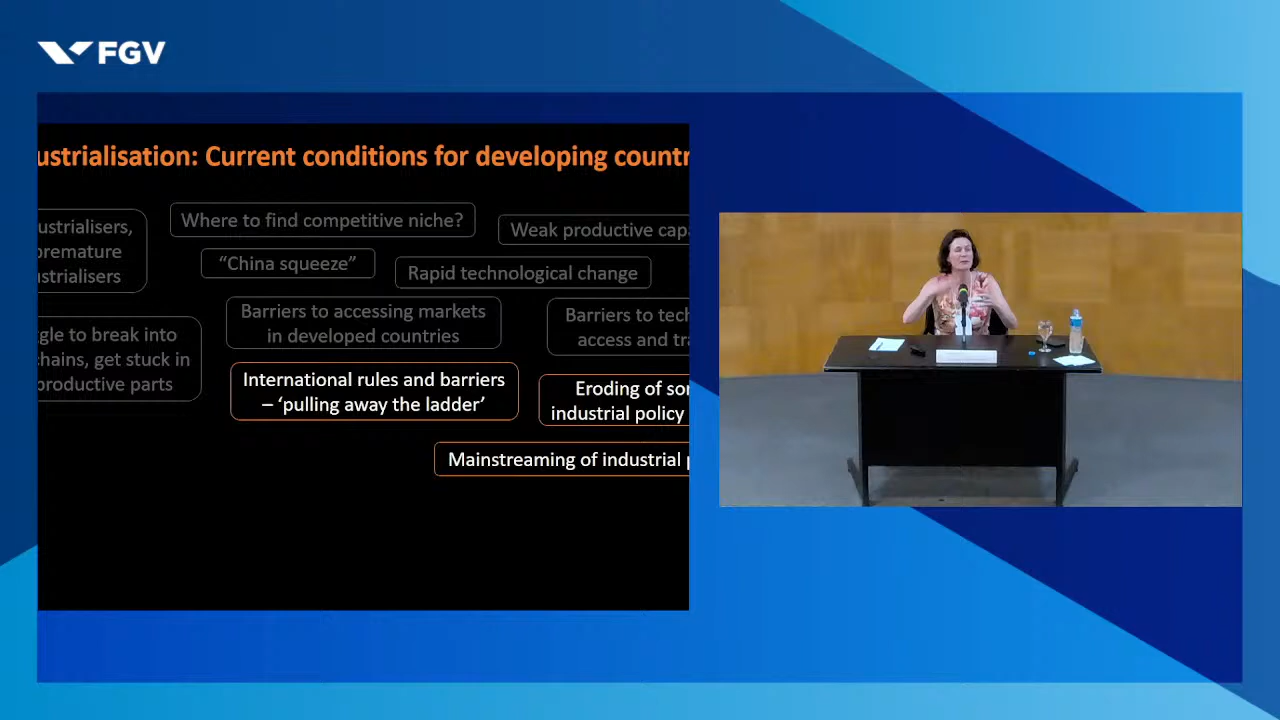 FGV
ustrialisation: Current conditions for developing countr
ustrialisers,
premature
ustrialisers
Where to find competitive niche?
Weak productive capa
"China squeeze"
Rapid technological change
Barriers to accessing markets
in developed countries
Barriers to tech
access and tra
gle to break into
chains, get stuck in
productive parts
International rules and barriers
– 'pulling away the ladder'
Eroding of so
industrial policy
Mainstreaming of industrial p